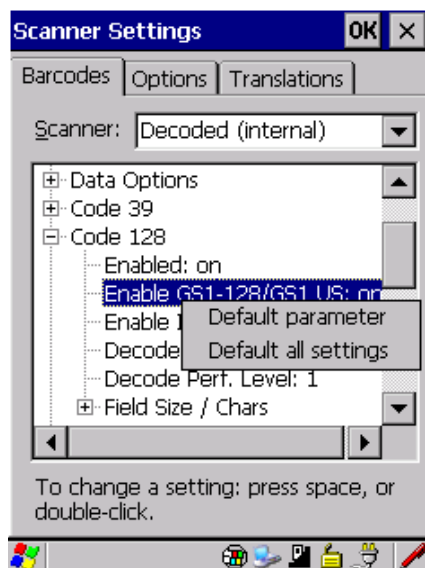 Scanner Settings OK ×
Barcodes Options Translations
Scanner: Decoded (internal)
Data Options
Code 39
Code 128
Enabled: on
Enable GS1-128/GS1 US: on
Enable
Default parameter
Decode
Default all settings
Decode Perf. Level: 1
Field Size / Chars
To change a setting: press space, or
double-click.